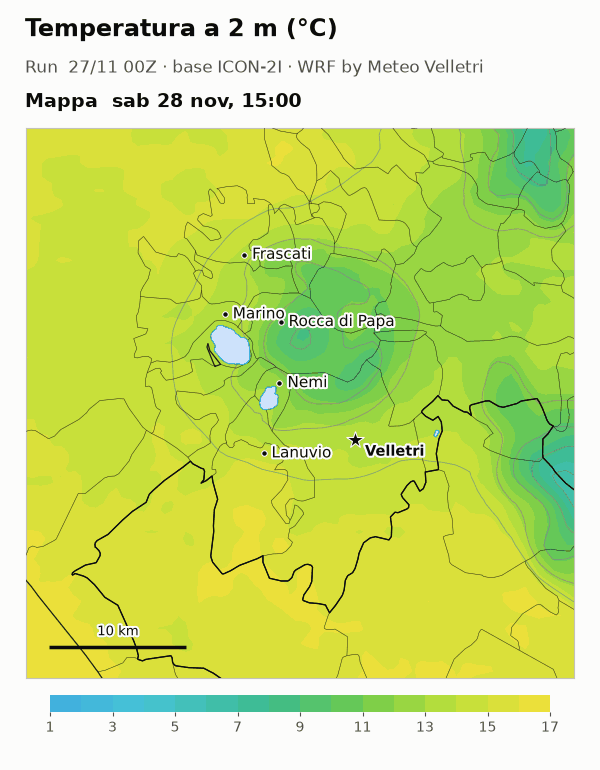 Temperatura a 2 m (°C)
Run  27/11 00Z · base ICON-2I · WRF by Meteo Velletri
Mappa  sab 28 nov, 15:00
Frascati
Marino
Rocca di Papa
Nemi
Velletri
Lanuvio
10 km
1 3 5 7 9 11 13 15 17